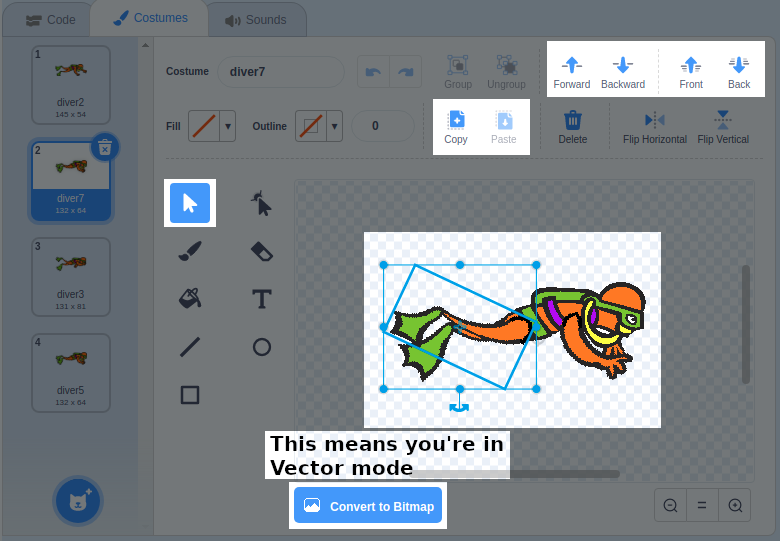 Code
Costumes
Sounds
1
diver2
145 x 54
2
diver7
132 x 64
3
diver3
131 x 81
4
diver5
132 x 64
Costume
diver7
Group
Ungroup
Forward
Backward
Front
Back
Fill
Outline
0
Copy
Paste
Delete
Flip Horizontal
Flip Vertical
T
This means you're in
Vector mode
Convert to Bitmap